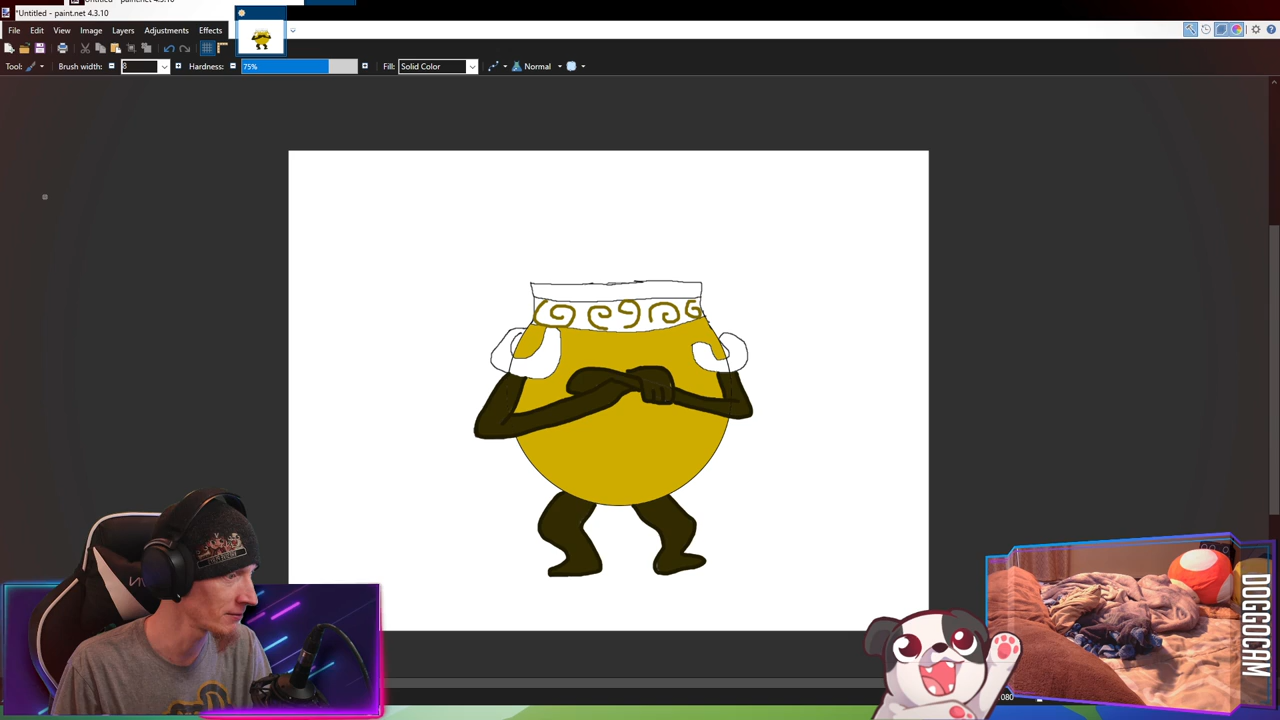 *Untitled - paint.net 4.3.10
File Edit View Image Layers Adjustments Effects
Tool: Brush width: 8 Hardness: 75% Fill: Solid Color Normal
DOGGOCAM